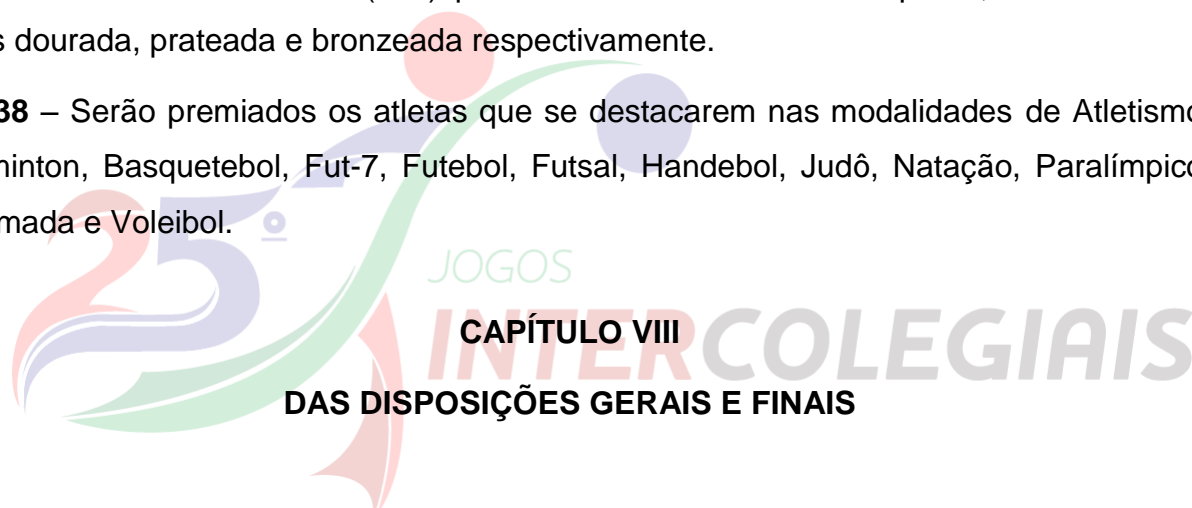 s dourada, prateada e bronzeada respectivamente.
38 – Serão premiados os atletas que se destacarem nas modalidades de Atletismo
minton, Basquetebol, Fut-7, Futebol, Futsal, Handebol, Judô, Natação, Paralímpico
mada e Voleibol.
25º
JOGOS
INTERCOLEGIAIS
CAPÍTULO VIII
DAS DISPOSIÇÕES GERAIS E FINAIS